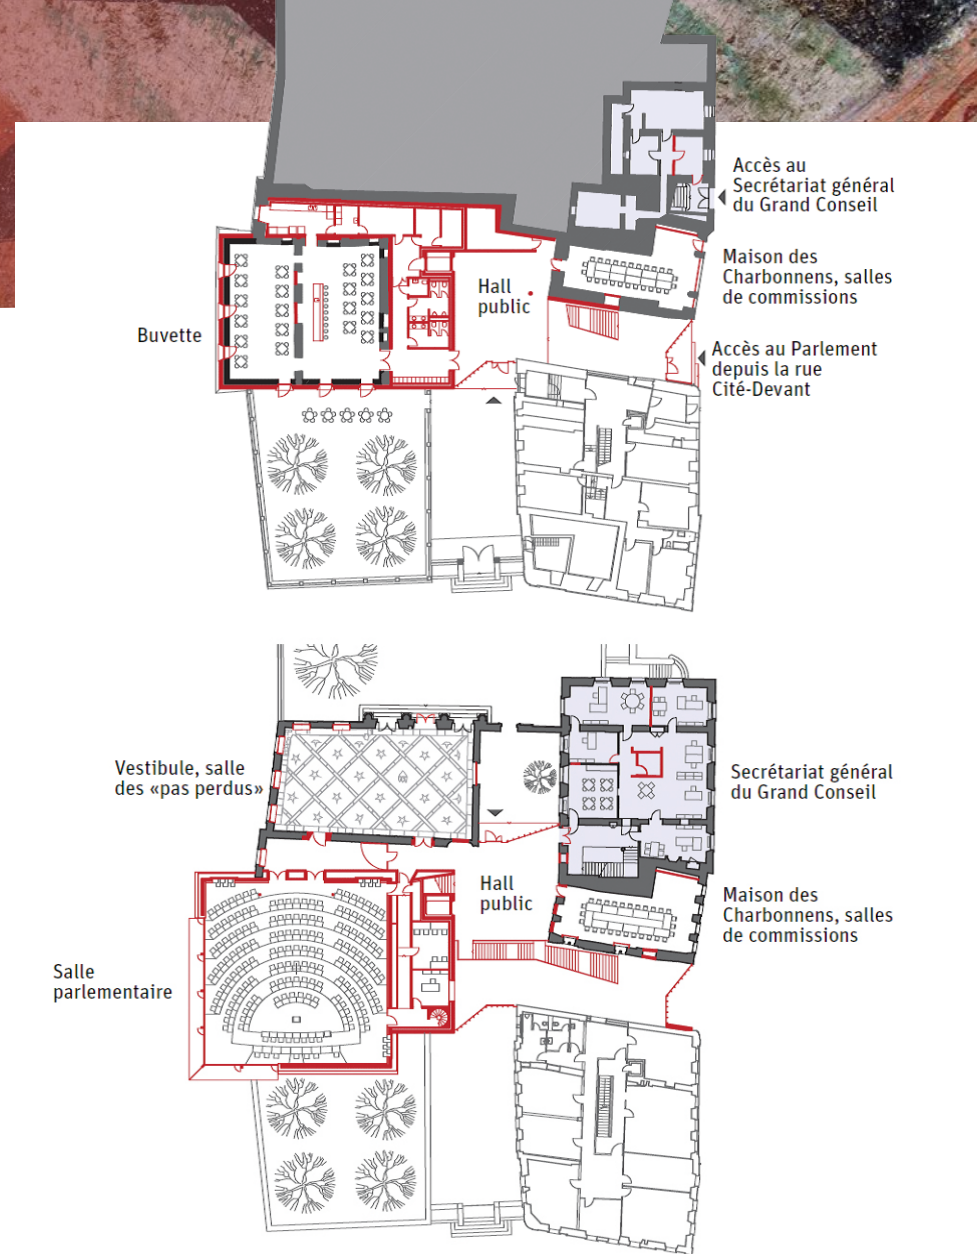 Accès au
Secrétariat général
du Grand Conseil
Maison des
Charbonnens, salles
de commissions
Hall
public
Buvette
Accès au Parlement
depuis la rue
Cité-Devant
Vestibule, salle
des «pas perdus»
Secrétariat général
du Grand Conseil
Hall
public
Maison des
Charbonnens, salles
de commissions
Salle
parlementaire